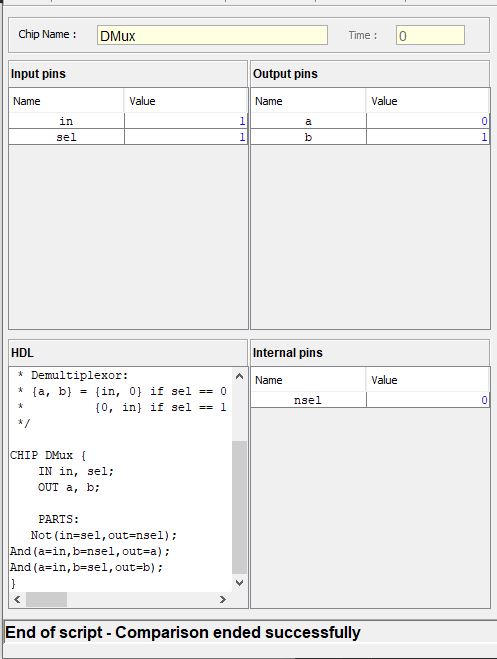 Chip Name : DMux Time : 0
Input pins Output pins
Name Value Name Value
in 1 a 0
sel 1 b 1
HDL Internal pins
* Demultiplexor:
* {a, b} = {in, 0} if sel == 0
* {0, in} if sel == 1
*/
CHIP DMux {
IN in, sel;
OUT a, b;
PARTS:
Not(in=sel,out=nsel);
And(a=in,b=nsel,out=a);
And(a=in,b=sel,out=b);
}
Name Value
nsel 0
End of script - Comparison ended successfully